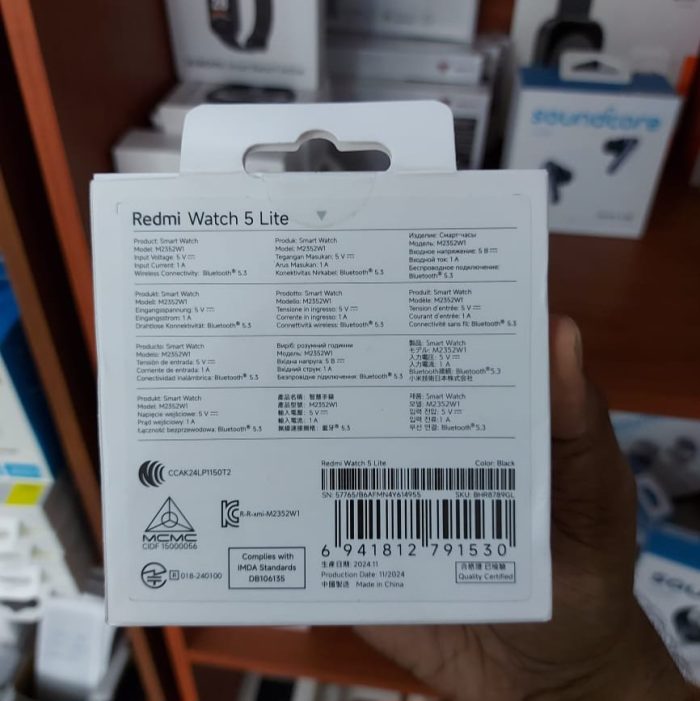 soundcore
Redmi Watch 5 Lite
Product: Smart Watch
Model: M2352W1
Input Voltage: 5 V
Input Current: 1 A
Wireless Connectivity: Bluetooth® 5.3
Produk: Smart Watch
Model: M2352W1
Tegangan Masukan: 5 V
Arus Masukan: 1 A
Konektivitas Nirkabel: Bluetooth® 5.3
Изделие: Смарт-часы
Модель: M2352W1
Входное напряжение: 5 В
Входной ток: 1 А
Беспроводное подключение:
Bluetooth® 5.3
Produkt: Smart Watch
Modell: M2352W1
Eingangsspannung: 5 V
Eingangsstrom: 1 A
Drahtlose Konnektivität: Bluetooth® 5.3
Prodotto: Smart Watch
Modello: M2352W1
Tensione in ingresso: 5 V
Corrente in ingresso: 1 A
Connettività wireless: Bluetooth® 5.3
Produit: Smart Watch
Modèle: M2352W1
Tension d'entrée: 5 V
Courant d'entrée: 1 A
Connectivité sans fil: Bluetooth® 5.3
Producto: Smart Watch
Modelo: M2352W1
Tensión de entrada: 5 V
Corriente de entrada: 1 A
Conectividad inalámbrica: Bluetooth® 5.3
Виріб: розумний годинник
Модель: M2352W1
Вхідна напруга: 5 В
Вхідний струм: 1 А
Безпровідне підключення: Bluetooth® 5.3
製品: Smart Watch
モデル: M2352W1
入力電圧: 5 V
入力電流: 1 A
Bluetooth接続: Bluetooth® 5.3
小米技術日本株式会社
Produkt: Smart Watch
Model: M2352W1
Napięcie wejściowe: 5 V
Prąd wejściowy: 1 A
Łączność bezprzewodowa: Bluetooth® 5.3
產品名稱: 智慧手錶
產品型號: M2352W1
輸入電壓: 5 V
輸入電流: 1 A
無線連接規格: 藍牙® 5.3
제품: Smart Watch
모델: M2352W1
입력 전압: 5 V
입력 전류: 1 A
무선 연결: Bluetooth® 5.3
CCAK24LP1150T2
MCMC
CIDF 15000056
R-R-xmi-M2352W1
R 018-240100
Complies with
IMDA Standards
DB106135
Redmi Watch 5 Lite Color: Black
SN: 57765/B6AFMN4Y614955 SKU: BHR8789GL
6 941812 791530
生產日期: 2024.11
Production Date: 11/2024
中國製造 Made in China
合格證 已檢驗
Quality Certified